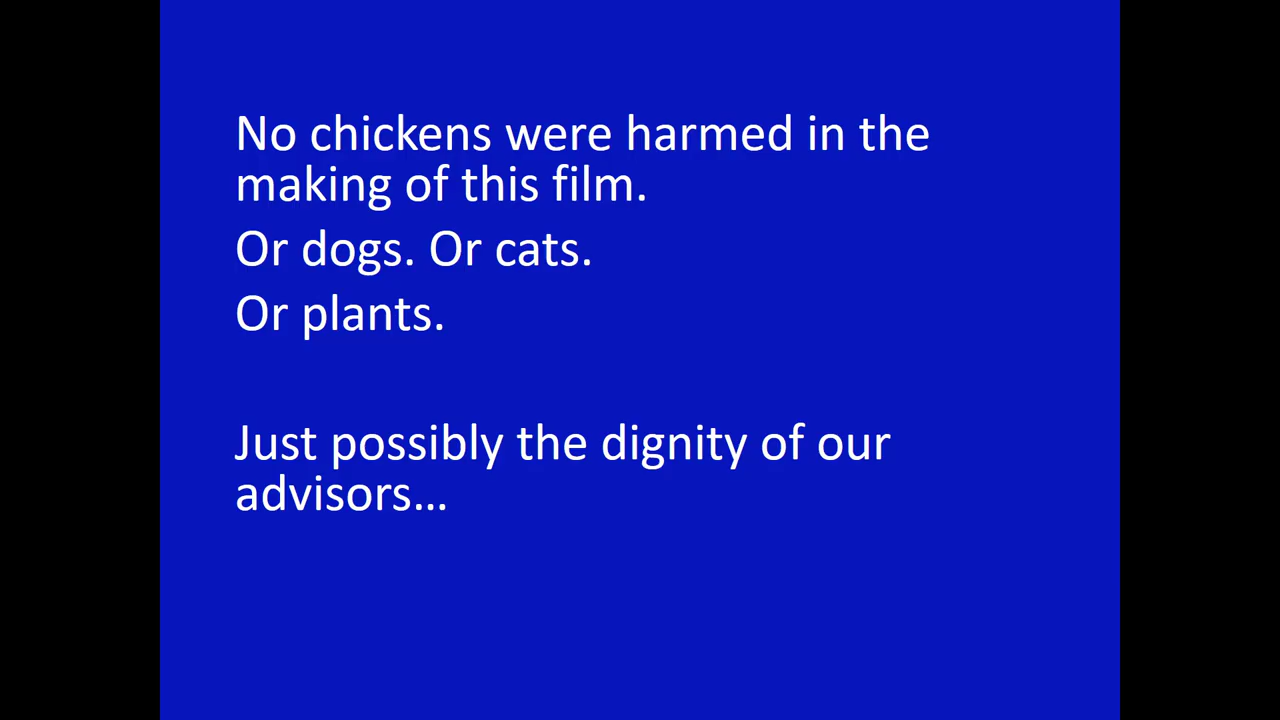 No chickens were harmed in the
making of this film.
Or dogs. Or cats.
Or plants.
Just possibly the dignity of our
advisors…